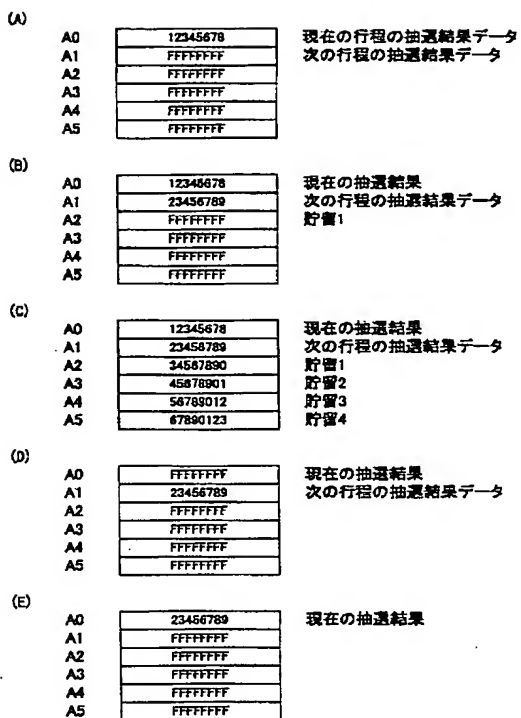 (A)
A0 12345678 現在の行程の抽選結果データ
A1 FFFFFFFF 次の行程の抽選結果データ
A2 FFFFFFFF
A3 FFFFFFFF
A4 FFFFFFFF
A5 FFFFFFFF
(B)
A0 12345678 現在の抽選結果
A1 23456789 次の行程の抽選結果データ
A2 FFFFFFFF 貯留1
A3 FFFFFFFF
A4 FFFFFFFF
A5 FFFFFFFF
(C)
A0 12345678 現在の抽選結果
A1 23456789 次の行程の抽選結果データ
A2 34567890 貯留1
A3 45678901 貯留2
A4 56789012 貯留3
A5 67890123 貯留4
(D)
A0 FFFFFFFF 現在の抽選結果
A1 23456789 次の行程の抽選結果データ
A2 FFFFFFFF
A3 FFFFFFFF
A4 FFFFFFFF
A5 FFFFFFFF
(E)
A0 23456789 現在の抽選結果
A1 FFFFFFFF
A2 FFFFFFFF
A3 FFFFFFFF
A4 FFFFFFFF
A5 FFFFFFFF